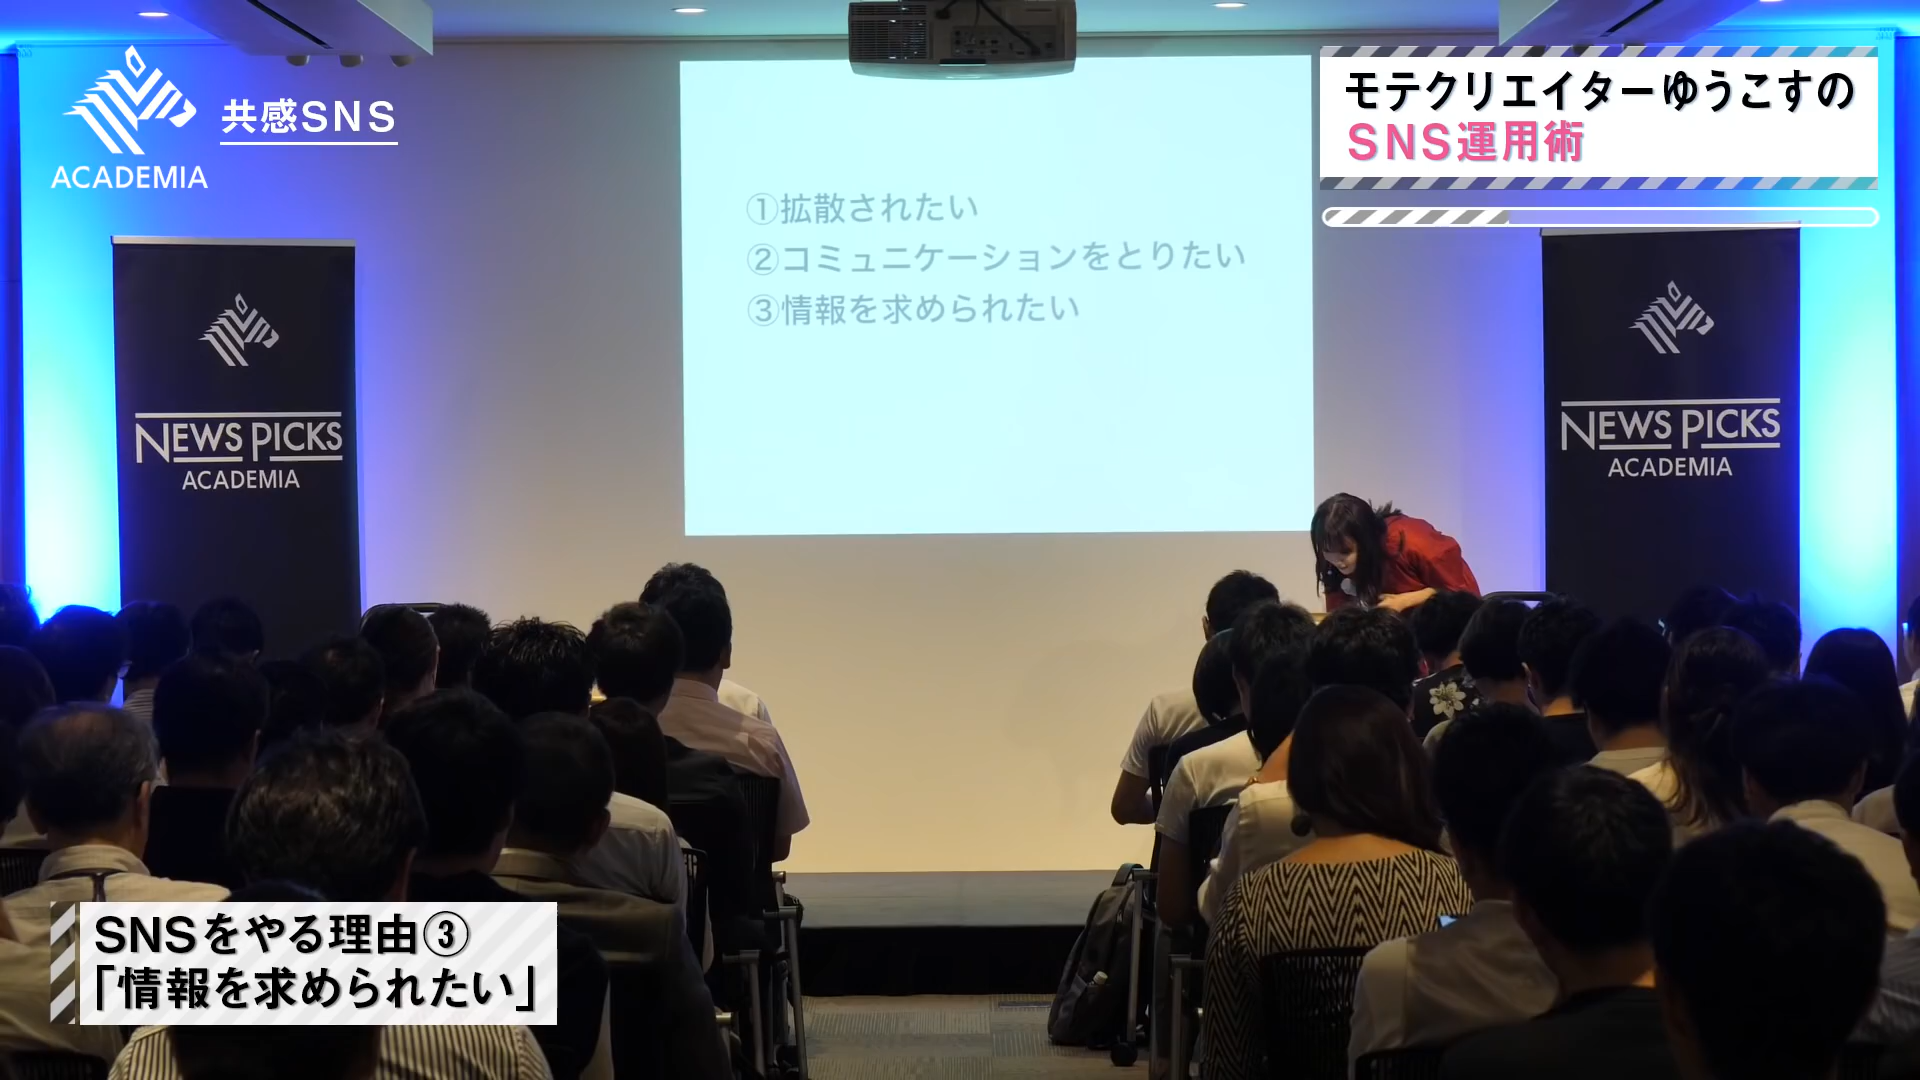 共感SNS
ACADEMIA
モテクリエイターゆうこすの
SNS運用術
①拡散されたい
②コミュニケーションをとりたい
③情報を求められたい
NEWS PICKS
ACADEMIA
NEWS PICKS
ACADEMIA
SNSをやる理由③
「情報を求められたい」